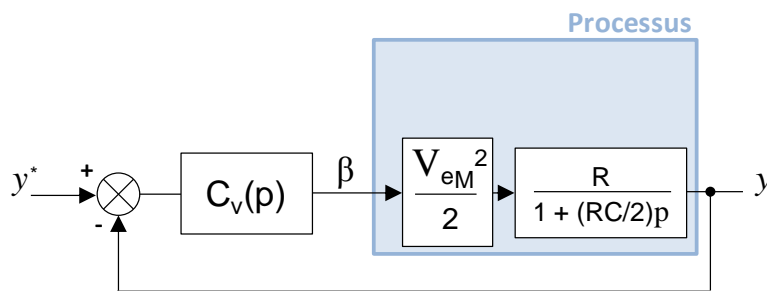 Processus
y* + - Cv(p) β VeM² / 2 R / 1 + (RC/2)p y